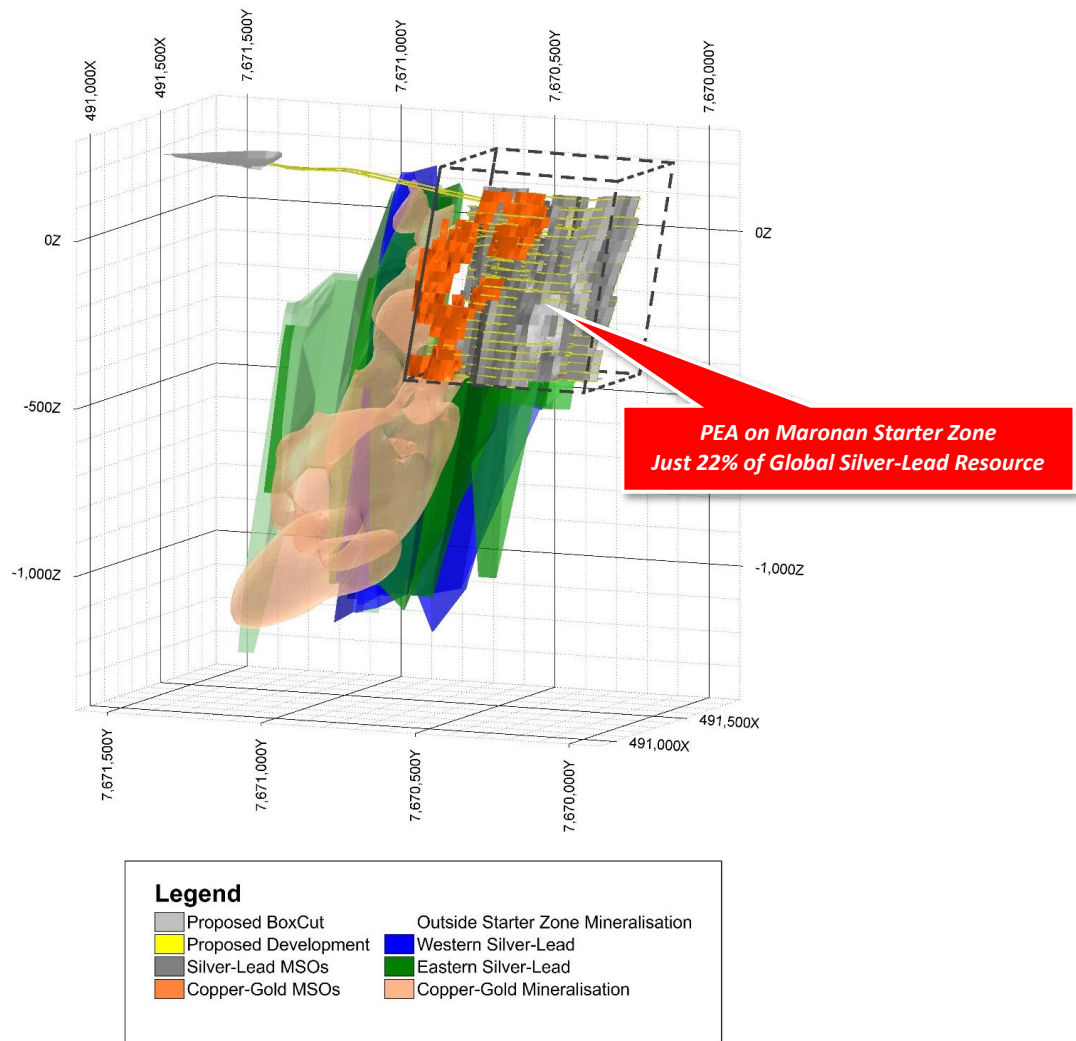 491,000X
491,500X
7,671,500Y
7,671,000Y
7,670,500Y
7,670,000Y
0Z
0Z
-500Z
PEA on Maronan Starter Zone
Just 22% of Global Silver-Lead Resource
-1,000Z
-1,000Z
491,500X
491,000X
7,671,500Y
7,671,000Y
7,670,500Y
7,670,000Y
Legend
Proposed BoxCut
Proposed Development
Silver-Lead MSOs
Copper-Gold MSOs
Outside Starter Zone Mineralisation
Western Silver-Lead
Eastern Silver-Lead
Copper-Gold Mineralisation